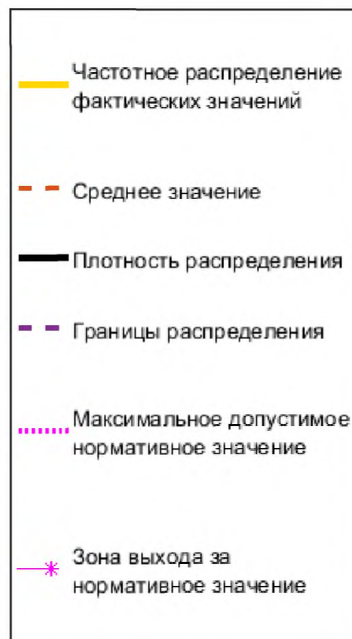 Частотное распределение
фактических значений
Среднее значение
Плотность распределения
Границы распределения
Максимальное допустимое
нормативное значение
Зона выхода за
нормативное значение